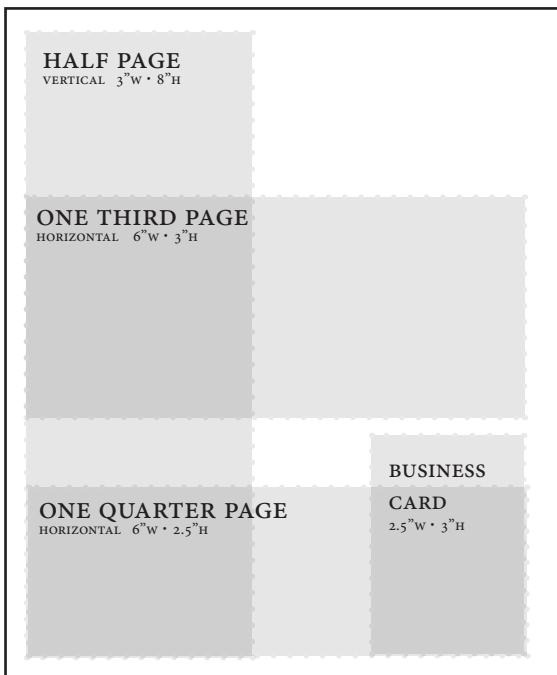 HALF PAGE
VERTICAL 3”W • 8”H
ONE THIRD PAGE
HORIZONTAL 6”W • 3”H
BUSINESS
CARD
2.5”W • 3”H
ONE QUARTER PAGE
HORIZONTAL 6”W • 2.5”H